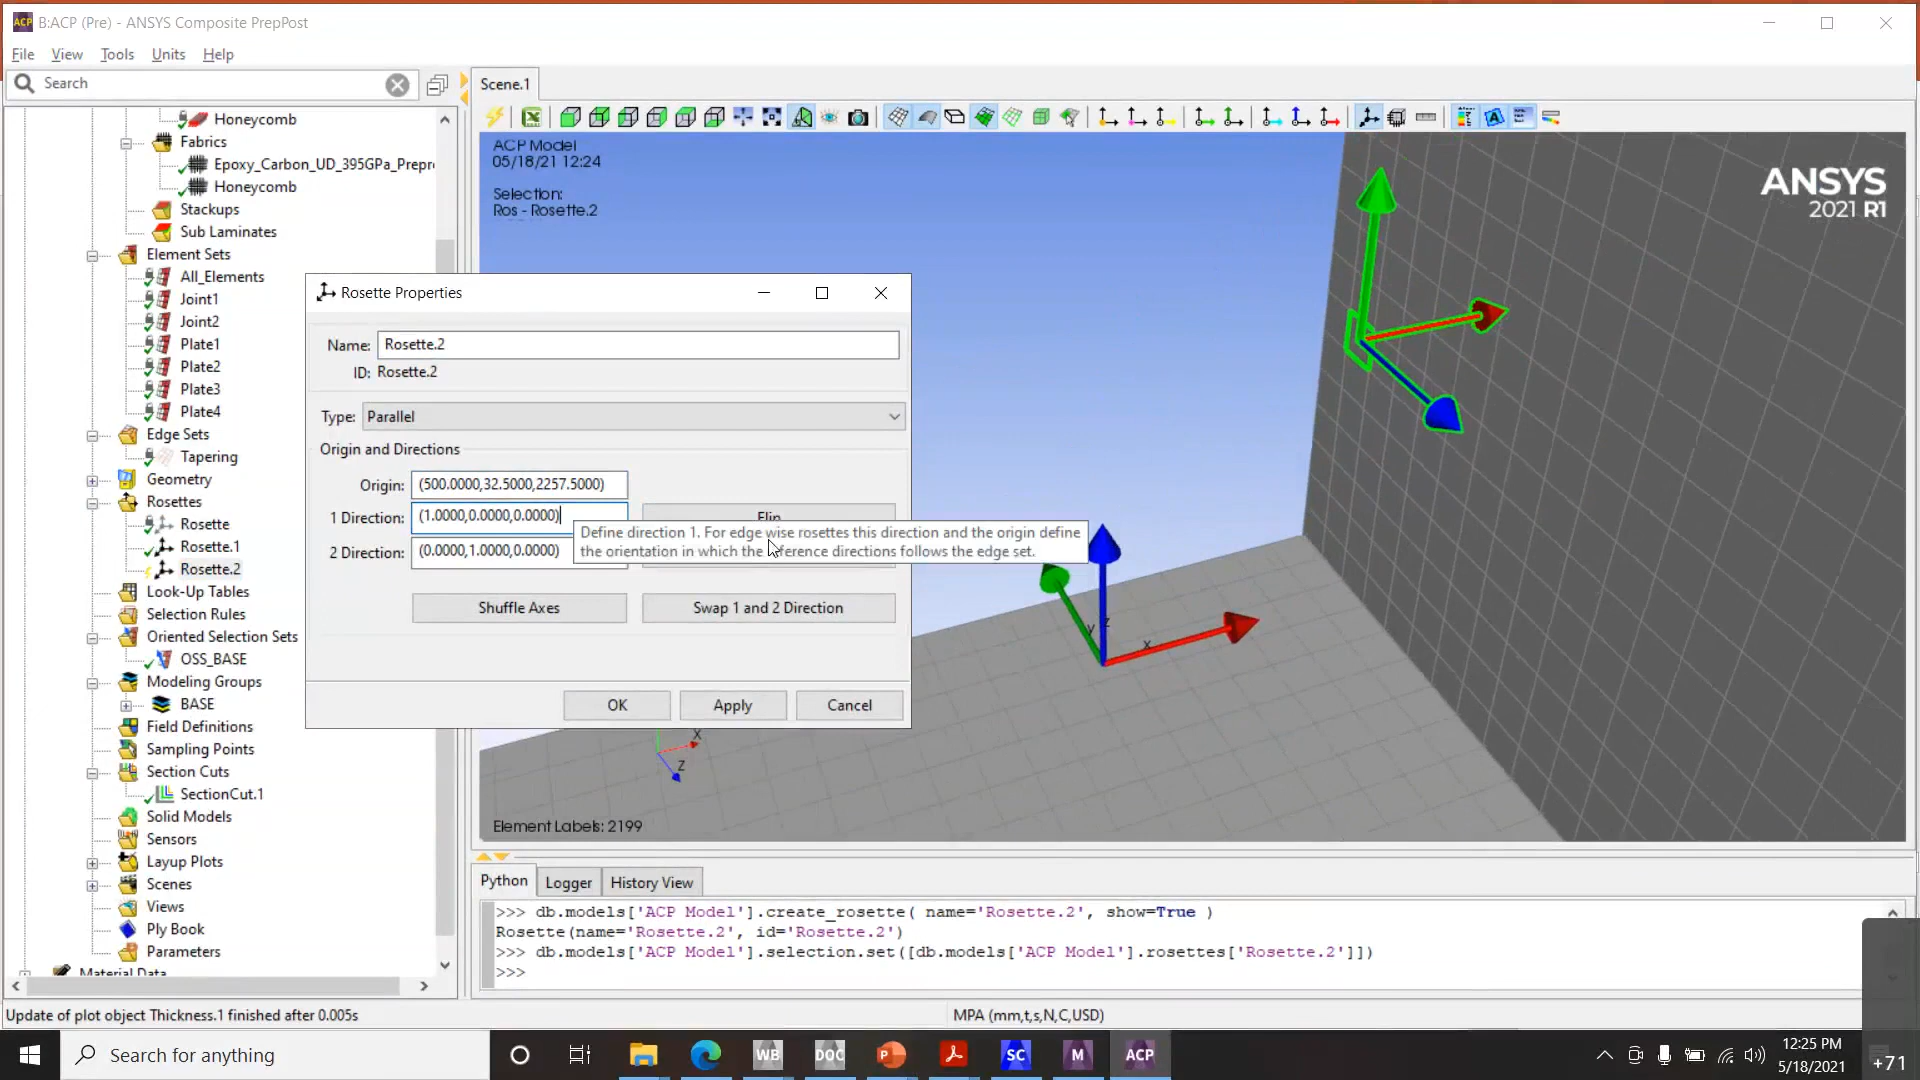 B:ACP (Pre) - ANSYS Composite PrepPost
File View Tools Units Help
Search
Honeycomb
Fabrics
Epoxy_Carbon_UD_395GPa_Prepr
Honeycomb
Stackups
Sub Laminates
Element Sets
All_Elements
Joint1
Joint2
Plate1
Plate2
Plate3
Plate4
Edge Sets
Tapering
Geometry
Rosettes
Rosette
Rosette.1
Rosette.2
Look-Up Tables
Selection Rules
Oriented Selection Sets
OSS_BASE
Modeling Groups
BASE
Field Definitions
Sampling Points
Section Cuts
SectionCut.1
Solid Models
Sensors
Layup Plots
Scenes
Views
Ply Book
Parameters
Material Data
Scene.1
ACP Model
05/18/21 12:24
Selection:
Ros - Rosette.2
ANSYS
2021 R1
Rosette Properties
Name: Rosette.2
ID: Rosette.2
Type: Parallel
Origin and Directions
Origin: (500.0000,32.5000,2257.5000)
1 Direction: (1.0000,0.0000,0.0000) Flip
2 Direction: (0.0000,1.0000,0.0000)
Define direction 1. For edge wise rosettes this direction and the origin define
the orientation in which the reference directions follows the edge set.
Shuffle Axes Swap 1 and 2 Direction
OK Apply Cancel
y z x
X
Z
Element Labels: 2199
Python Logger History View
>>> db.models['ACP Model'].create_rosette( name='Rosette.2', show=True )
Rosette(name='Rosette.2', id='Rosette.2')
>>> db.models['ACP Model'].selection.set([db.models['ACP Model'].rosettes['Rosette.2']])
>>>
Update of plot object Thickness.1 finished after 0.005s MPA (mm,t,s,N,C,USD)
Search for anything
WB DOC P SC M ACP
12:25 PM
5/18/2021
+71